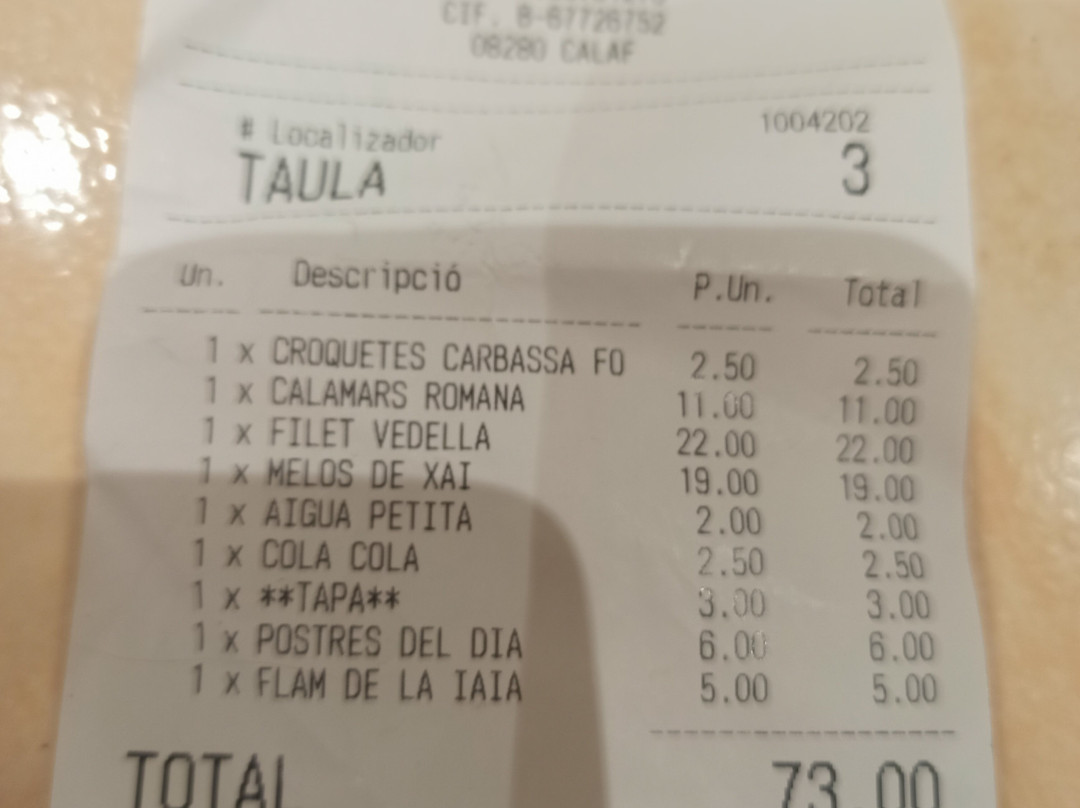 CIF. B-67726752
08280 CALAF
# Localizador 1004202
TAULA 3
Un. Descripció P.Un. Total
1 x CROQUETES CARBASSA FO 2.50 2.50
1 x CALAMARS ROMANA 11.00 11.00
1 x FILET VEDELLA 22.00 22.00
1 x MELOS DE XAI 19.00 19.00
1 x AIGUA PETITA 2.00 2.00
1 x COLA COLA 2.50 2.50
1 x **TAPA** 3.00 3.00
1 x POSTRES DEL DIA 6.00 6.00
1 x FLAM DE LA IAIA 5.00 5.00
TOTAL 73.00